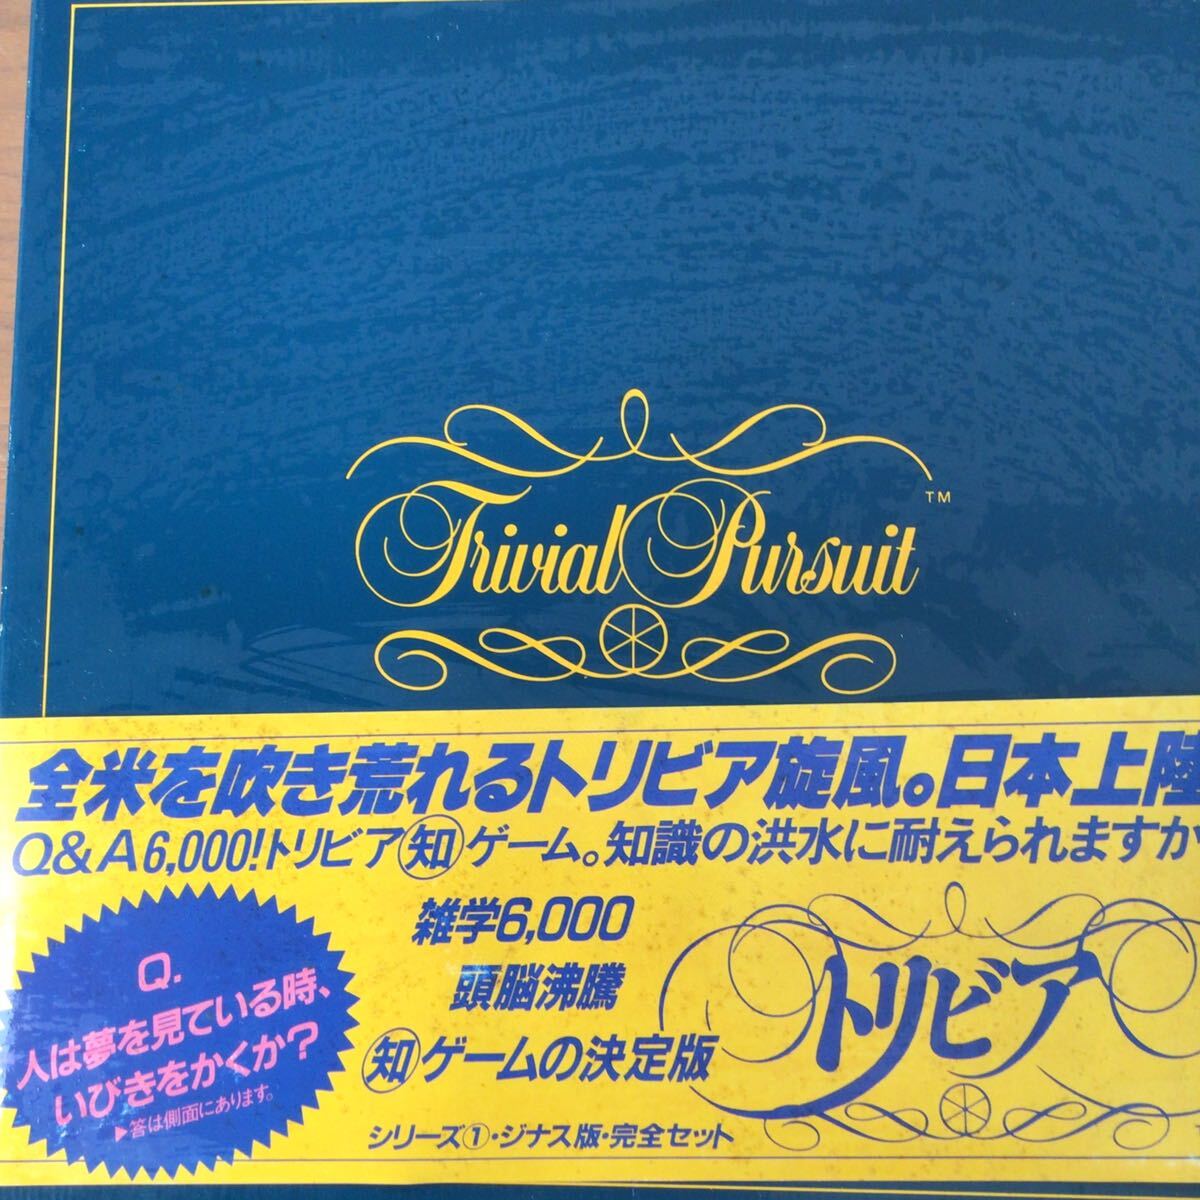 Trivial Pursuit ™
全米を吹き荒れるトリビア旋風。日本上陸
Q&A6,000!トリビア㊙知ゲーム。知識の洪水に耐えられますか
雑学6,000
頭脳沸騰
知ゲームの決定版
トリビア
シリーズ①・ジナス版・完全セット
Q.
人は夢を見ている時、
いびきをかくか?
▶答は側面にあります。